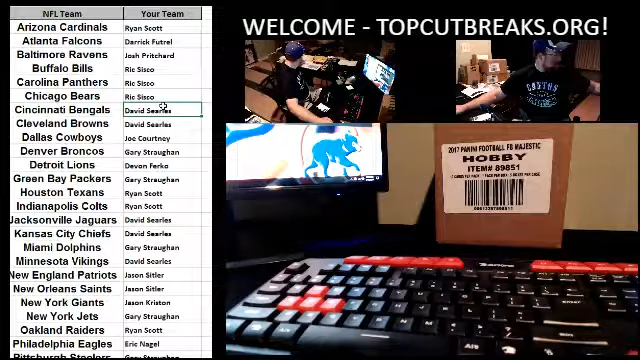 WELCOME - TOPCUTBREAKS.ORG!
NFL Team Your Team
Arizona Cardinals Ryan Scott
Atlanta Falcons Darrick Futrel
Baltimore Ravens Josh Pritchard
Buffalo Bills Ric Sisco
Carolina Panthers Ric Sisco
Chicago Bears Ric Sisco
Cincinnati Bengals David Searles
Cleveland Browns David Searles
Dallas Cowboys Joe Courtney
Denver Broncos Gary Straughan
Detroit Lions Devon Ferko
Green Bay Packers Gary Straughan
Houston Texans Ryan Scott
Indianapolis Colts Ryan Scott
Jacksonville Jaguars David Searles
Kansas City Chiefs David Searles
Miami Dolphins Gary Straughan
Minnesota Vikings David Searles
New England Patriots Jason Sitler
New Orleans Saints Jason Sitler
New York Giants Jason Kriston
New York Jets Gary Straughan
Oakland Raiders Ryan Scott
Philadelphia Eagles Eric Nagel
Pittsburgh Steelers
2017 PANINI FOOTBALL FB MAJESTIC
HOBBY
ITEM# 89851